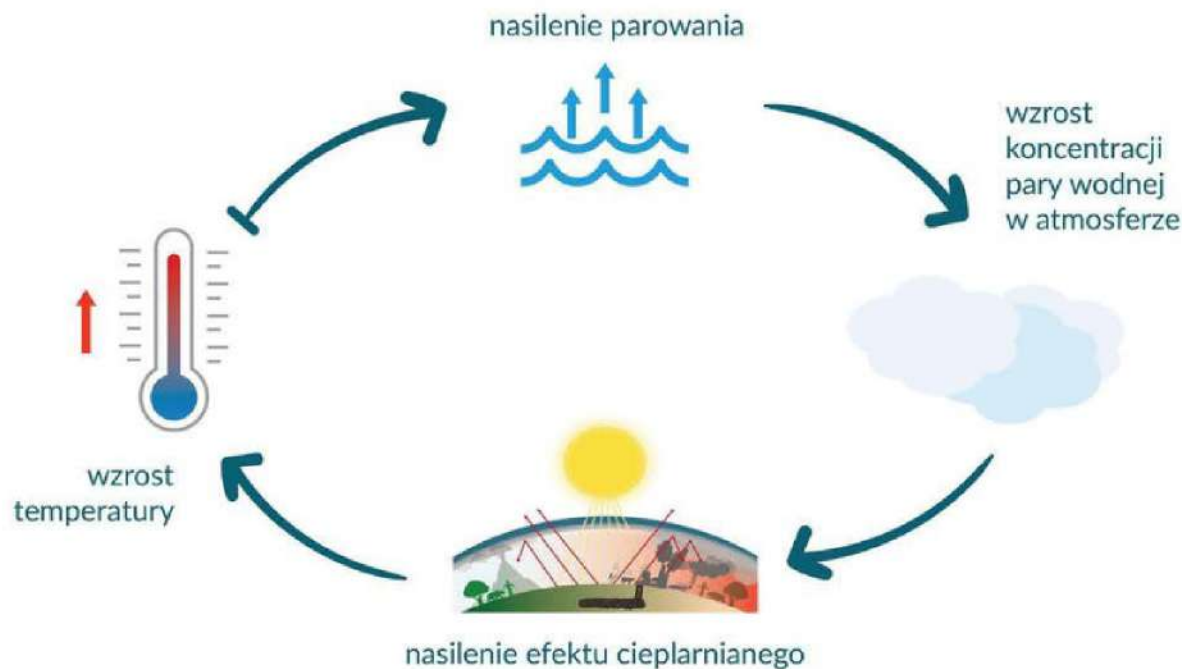 nasilenie parowania
wzrost
koncentracji
pary wodnej
w atmosferze
wzrost
temperatury
nasilenie efektu cieplarnianego